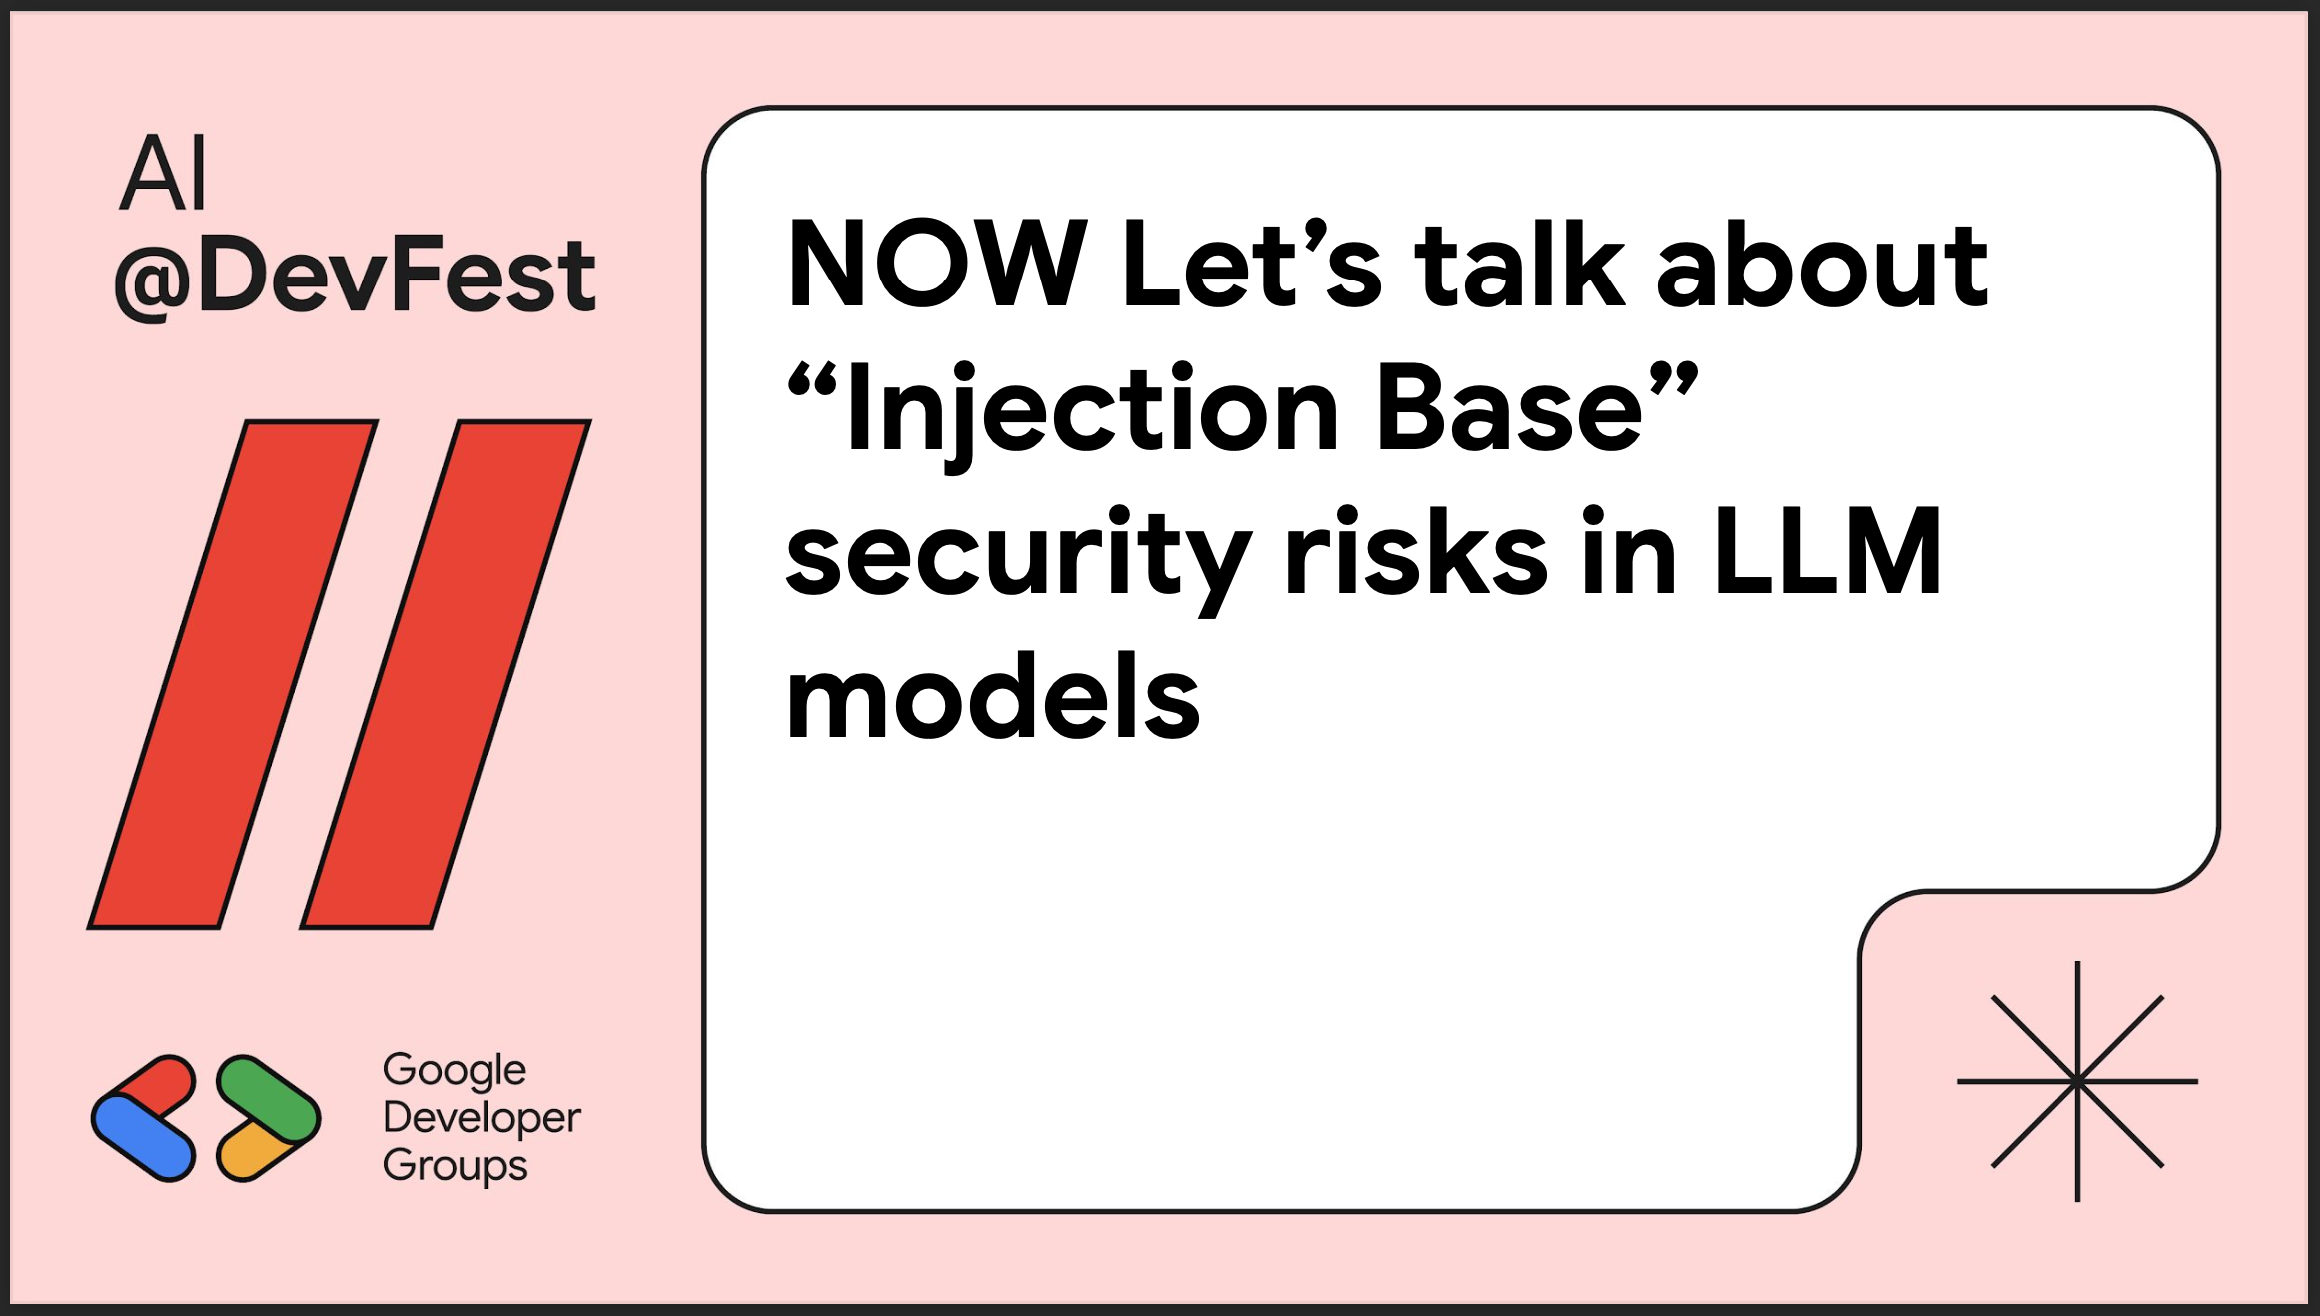 AI
@DevFest
NOW Let’s talk about
“Injection Base”
security risks in LLM
models
Google
Developer
Groups